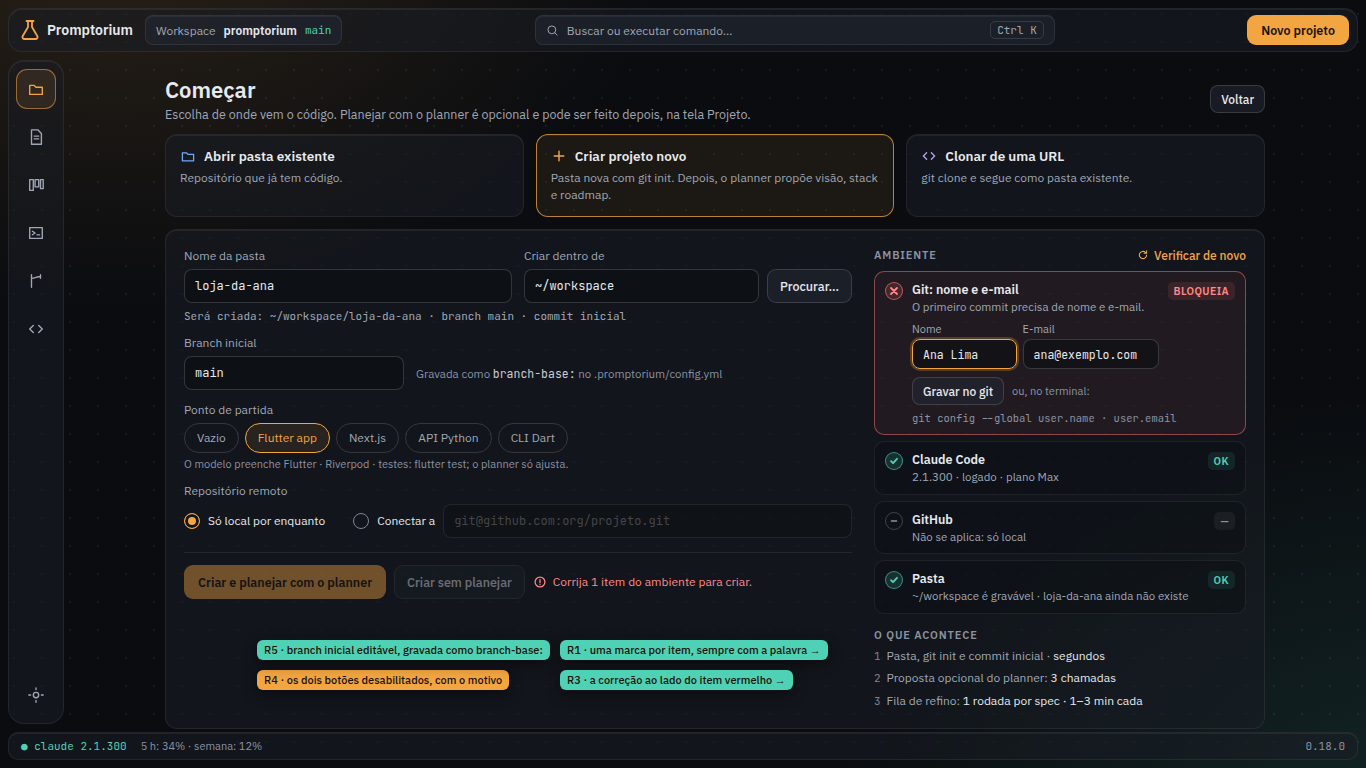 Promptorium
Workspace promptorium main
Buscar ou executar comando...
Ctrl K
Novo projeto
Começar
Escolha de onde vem o código. Planejar com o planner é opcional e pode ser feito depois, na tela Projeto.
Voltar
Abrir pasta existente
Repositório que já tem código.
Criar projeto novo
Pasta nova com git init. Depois, o planner propõe visão, stack
e roadmap.
Clonar de uma URL
git clone e segue como pasta existente.
Nome da pasta
Criar dentro de
loja-da-ana
~/workspace
Procurar...
Será criada: ~/workspace/loja-da-ana · branch main · commit inicial
Branch inicial
main
Gravada como branch-base: no .promptorium/config.yml
Ponto de partida
Vazio
Flutter app
Next.js
API Python
CLI Dart
O modelo preenche Flutter · Riverpod · testes: flutter test; o planner só ajusta.
Repositório remoto
Só local por enquanto
Conectar a
git@github.com:org/projeto.git
Criar e planejar com o planner
Criar sem planejar
Corrija 1 item do ambiente para criar.
R5 · branch inicial editável, gravada como branch-base:
R1 · uma marca por item, sempre com a palavra →
R4 · os dois botões desabilitados, com o motivo
R3 · a correção ao lado do item vermelho →
AMBIENTE
Verificar de novo
Git: nome e e-mail
BLOQUEIA
O primeiro commit precisa de nome e e-mail.
Nome
E-mail
Ana Lima
ana@exemplo.com
Gravar no git
ou, no terminal:
git config --global user.name · user.email
Claude Code
OK
2.1.300 · logado · plano Max
GitHub
—
Não se aplica: só local
Pasta
OK
~/workspace é gravável · loja-da-ana ainda não existe
O QUE ACONTECE
1 Pasta, git init e commit inicial · segundos
2 Proposta opcional do planner: 3 chamadas
3 Fila de refino: 1 rodada por spec · 1–3 min cada
claude 2.1.300
5 h: 34% · semana: 12%
0.18.0